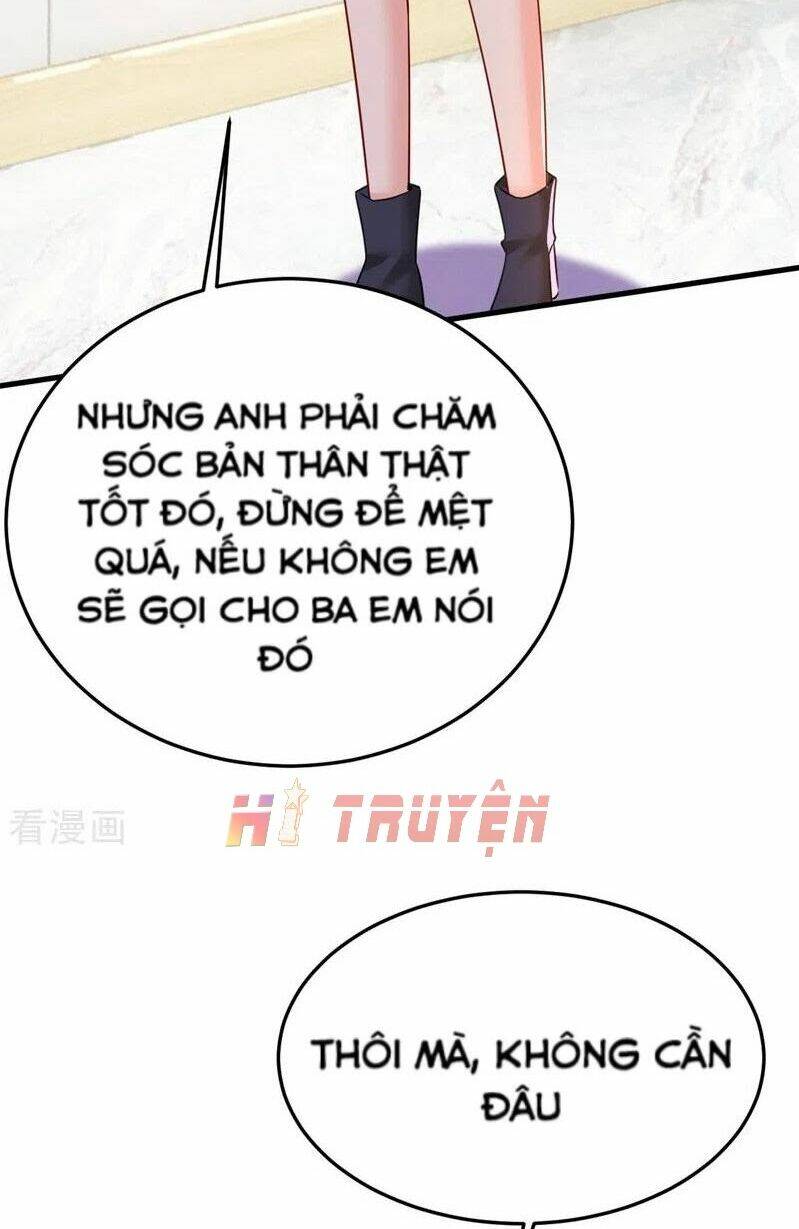 NHƯNG ANH PHẢI CHĂM
SÓC BẢN THÂN THẬT
TỐT ĐÓ, ĐỪNG ĐỂ MỆT
QUÁ, NẾU KHÔNG EM
SẼ GỌI CHO BA EM NÓI
ĐÓ
看漫画
HI TRUYỆN
THÔI MÀ, KHÔNG CẦN
ĐÂU